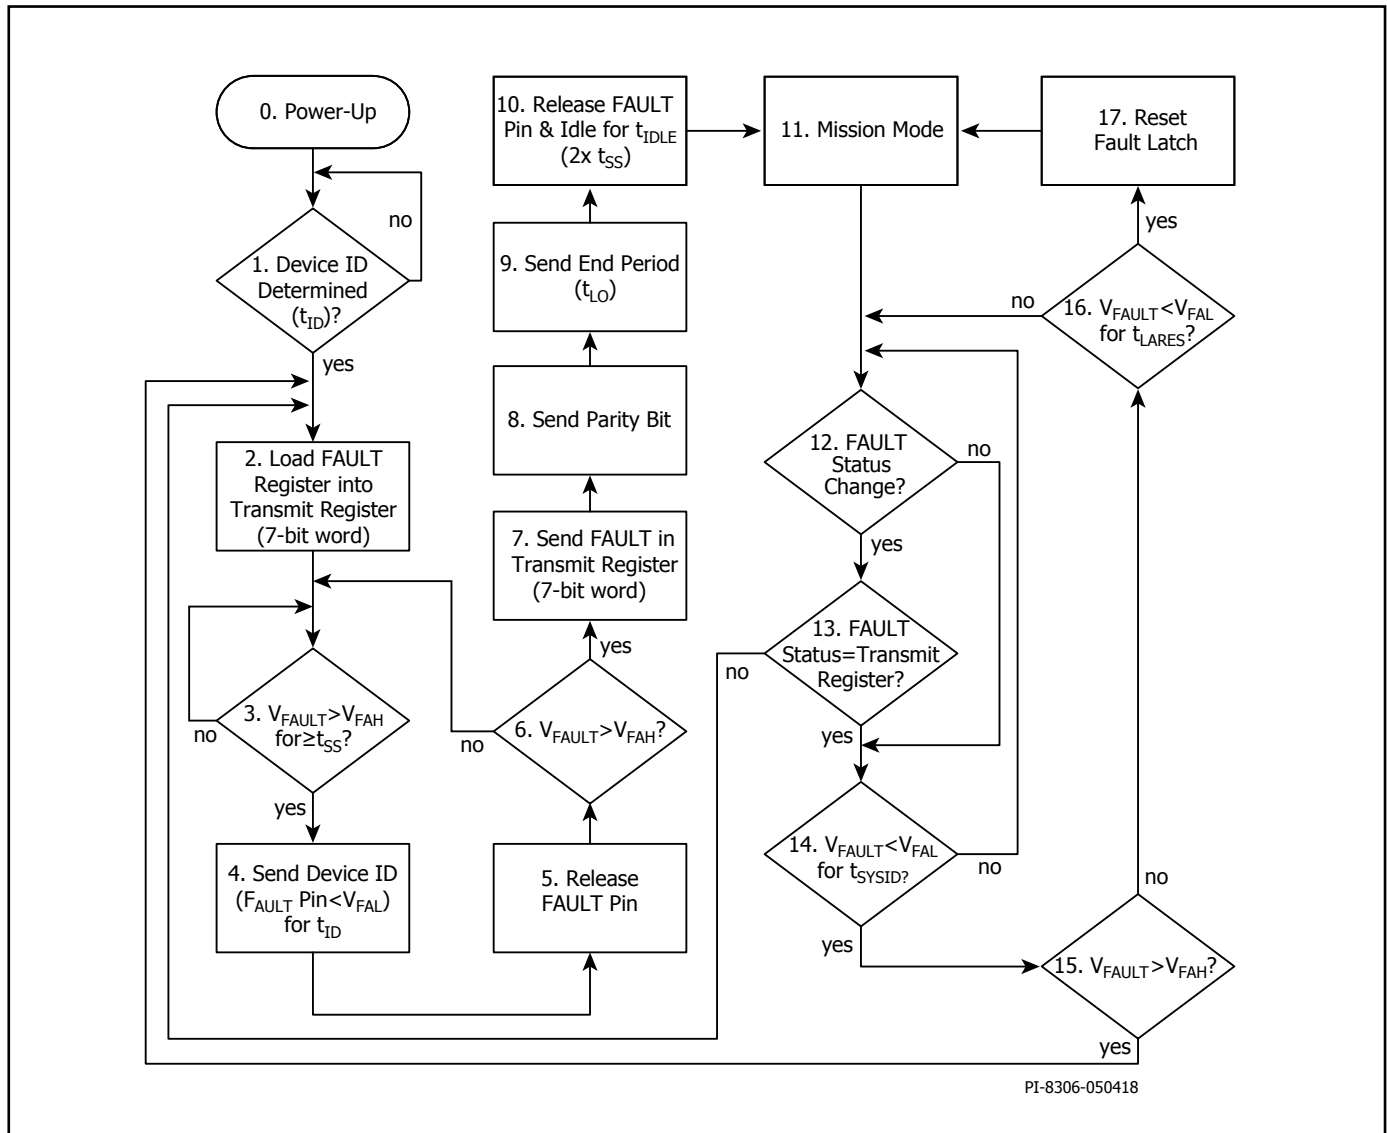 0. Power-Up
no
1. Device ID
Determined
(tID)?
yes
2. Load FAULT
Register into
Transmit Register
(7-bit word)
3. VFAULT>VFAH
for≥tSS?
no
yes
4. Send Device ID
(FAULT Pin<VFAL)
for tID
10. Release FAULT
Pin & Idle for tIDLE
(2x tSS)
9. Send End Period
(tLO)
8. Send Parity Bit
7. Send FAULT in
Transmit Register
(7-bit word)
yes
6. VFAULT>VFAH?
no
5. Release
FAULT Pin
11. Mission Mode
12. FAULT
Status
Change?
no
yes
13. FAULT
Status=Transmit
Register?
no
yes
14. VFAULT<VFAL
for tSYSID?
no
yes
17. Reset
Fault Latch
yes
no
16. VFAULT<VFAL
for tLARES?
no
15. VFAULT>VFAH?
yes
PI-8306-050418